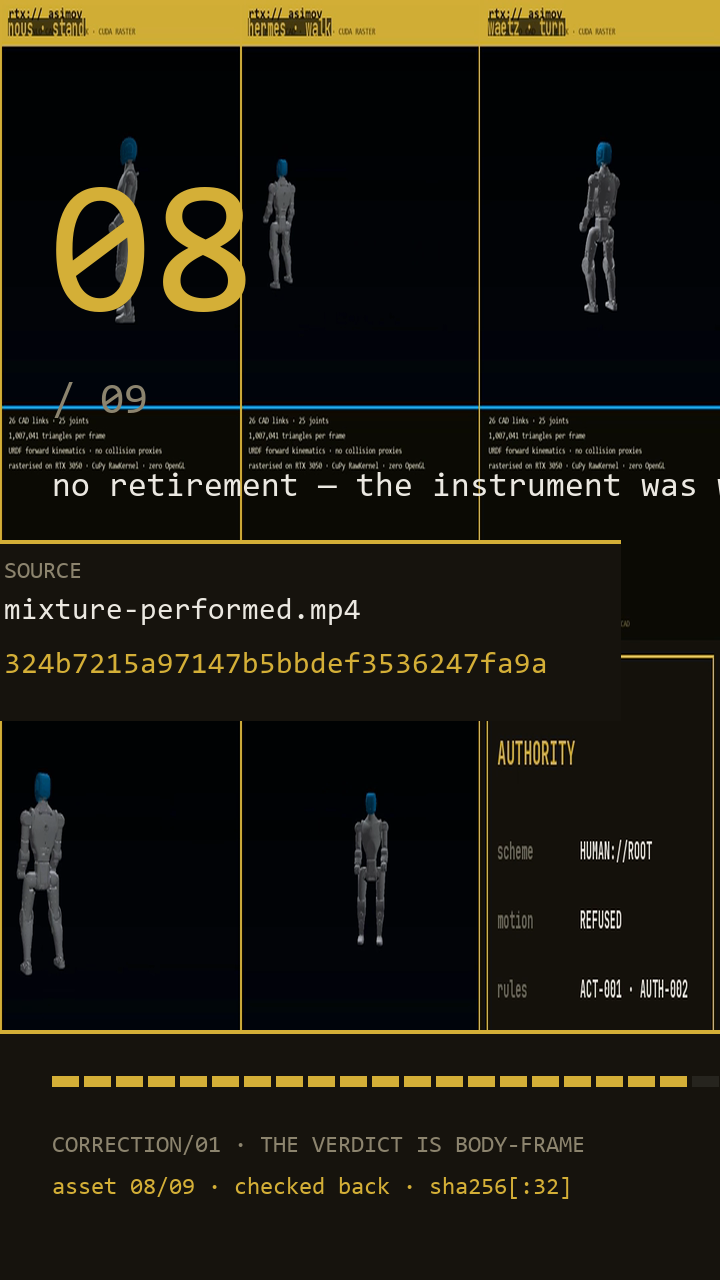 rtx:// asimov
nous · stand
· CUDA RASTER
rtx:// asimov
hermes · walk
· CUDA RASTER
rtx:// asimov
waetz · turn
· CUDA RASTER
08
/ 09
26 CAD links · 25 joints
1,007,041 triangles per frame
URDF forward kinematics · no collision proxies
rasterised on RTX 3050 · CuPy RawKernel · zero OpenGL
26 CAD links · 25 joints
1,007,041 triangles per frame
URDF forward kinematics · no collision proxies
rasterised on RTX 3050 · CuPy RawKernel · zero OpenGL
26 CAD links · 25 joints
1,007,041 triangles per frame
URDF forward kinematics · no collision proxies
rasterised on RTX 3050 · CuPy RawKernel · zero OpenGL
no retirement — the instrument was
SOURCE
mixture-performed.mp4
324b7215a97147b5bbdef3536247fa9a
AUTHORITY
scheme HUMAN://ROOT
motion REFUSED
rules ACT-001 · AUTH-002
CORRECTION/01 · THE VERDICT IS BODY-FRAME
asset 08/09 · checked back · sha256[:32]